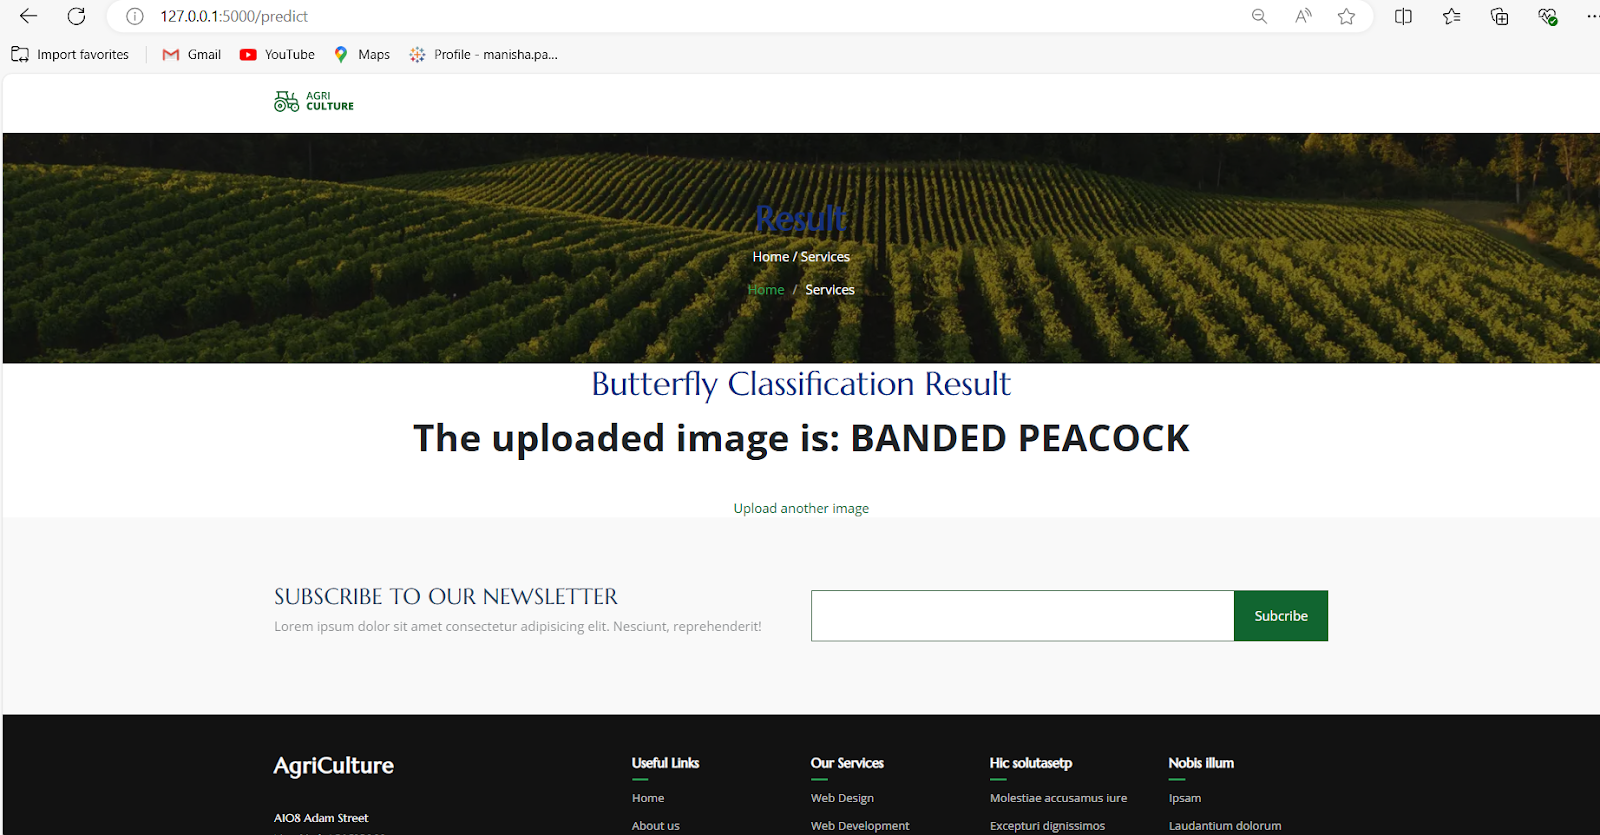 127.0.0.1:5000/predict
Import favorites
Gmail
YouTube
Maps
Profile - manisha.pa...
AGRI
CULTURE
Result
Home / Services
Home / Services
Butterfly Classification Result
The uploaded image is: BANDED PEACOCK
Upload another image
SUBSCRIBE TO OUR NEWSLETTER
Lorem ipsum dolor sit amet consectetur adipisicing elit. Nesciunt, reprehenderit!
Subcribe
AgriCulture
A108 Adam Street
Useful Links
Home
About us
Our Services
Web Design
Web Development
Hic solutasetp
Molestiae accusamus iure
Excepturi dignissimos
Nobis illum
Ipsam
Laudantium dolorum